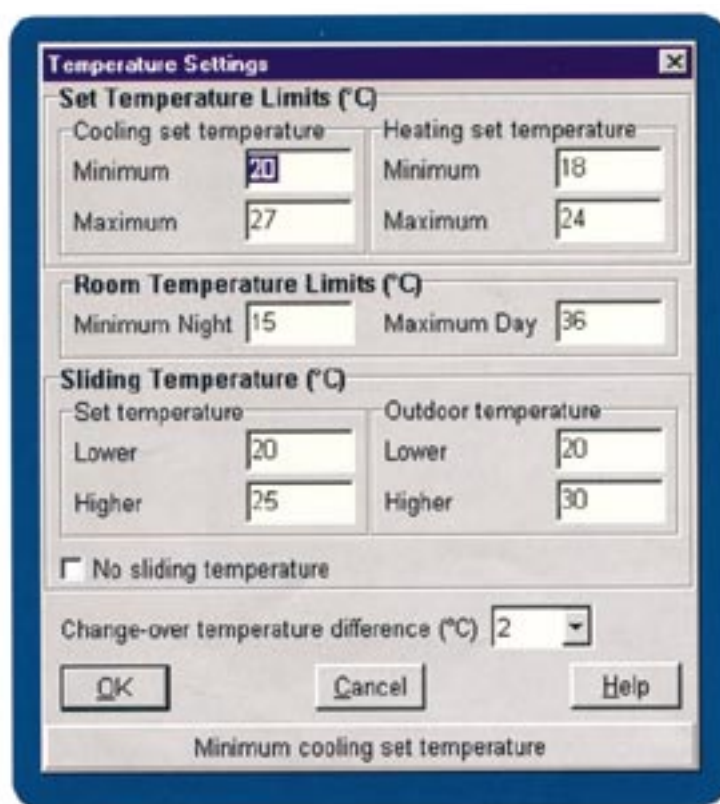 Temperature Settings
Set Temperature Limits (°C)
Cooling set temperature
Minimum 20
Maximum 27
Heating set temperature
Minimum 18
Maximum 24
Room Temperature Limits (°C)
Minimum Night 15 Maximum Day 36
Sliding Temperature (°C)
Set temperature
Lower 20
Higher 25
Outdoor temperature
Lower 20
Higher 30
No sliding temperature
Change-over temperature difference (°C) 2
OK Cancel Help
Minimum cooling set temperature